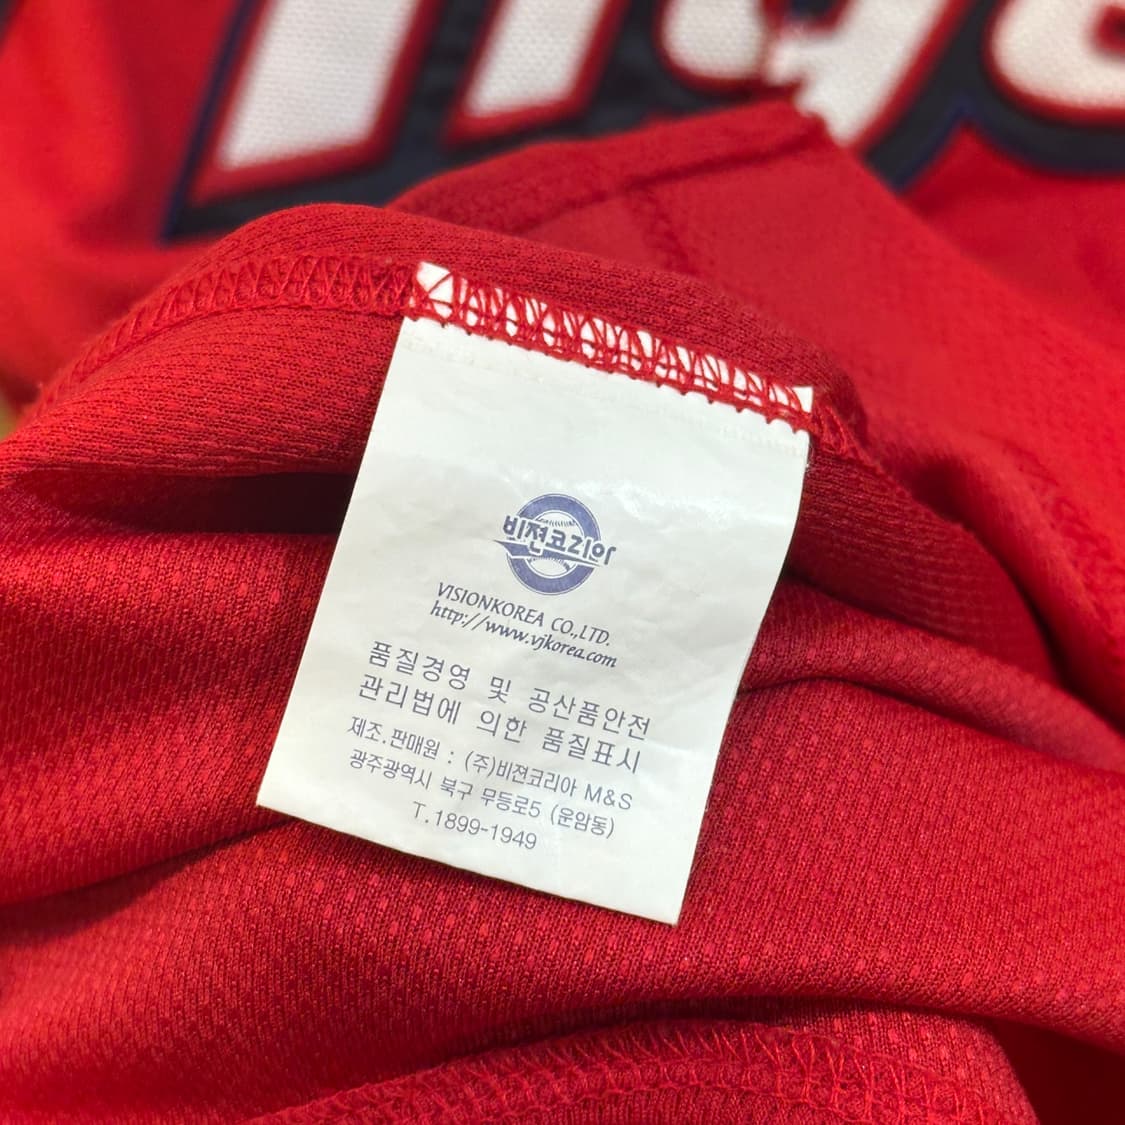 비젼코리아
VISIONKOREA CO.,LTD.
http://www.vjkorea.com
품질경영 및 공산품안전
관리법에 의한 품질표시
제조.판매원 : (주)비젼코리아 M&S
광주광역시 북구 무등로5 (운암동)
T.1899-1949